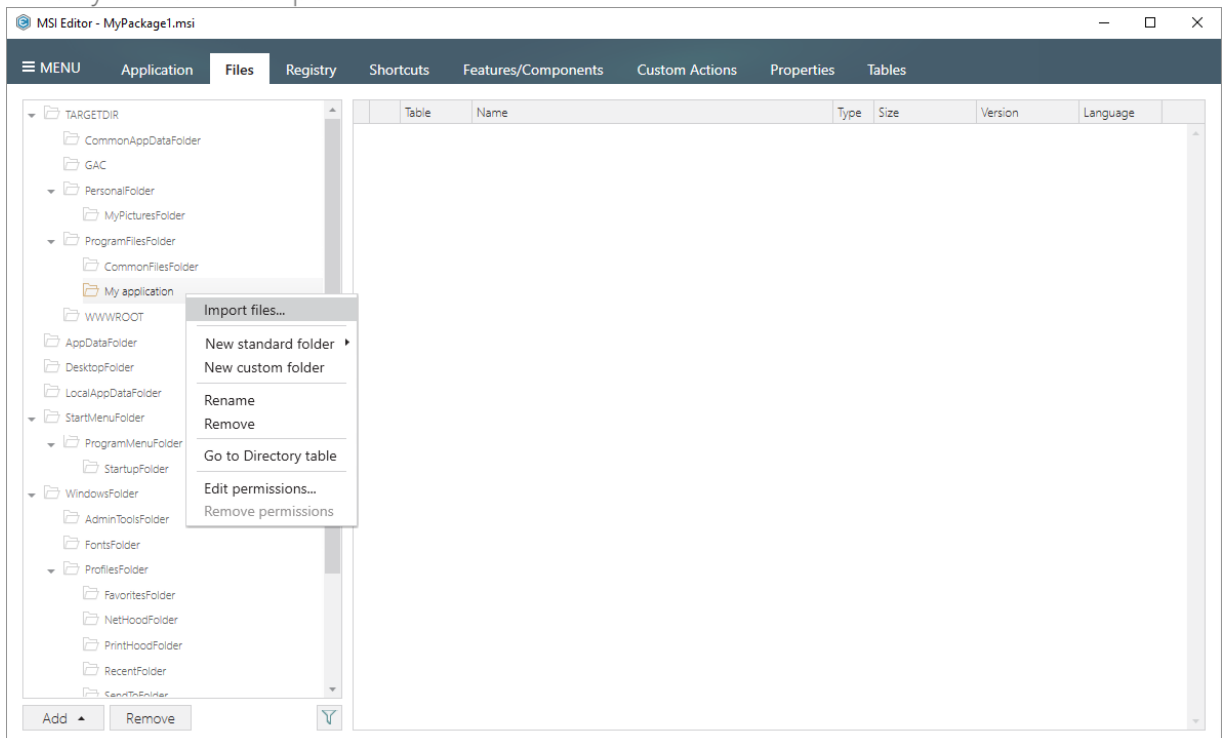 MSI Editor - MyPackage1.msi
MENU Application Files Registry Shortcuts Features/Components Custom Actions Properties Tables
Table Name Type Size Version Language
TARGETDIR
CommonAppDataFolder
GAC
PersonalFolder
MyPicturesFolder
ProgramFilesFolder
CommonFilesFolder
My application
WWWROOT
AppDataFolder
DesktopFolder
LocalAppDataFolder
StartMenuFolder
ProgramMenuFolder
StartupFolder
WindowsFolder
AdminToolsFolder
FontsFolder
ProfilesFolder
FavoritesFolder
NetHoodFolder
PrintHoodFolder
RecentFolder
SendToFolder
Import files...
New standard folder
New custom folder
Rename
Remove
Go to Directory table
Edit permissions...
Remove permissions
Add Remove